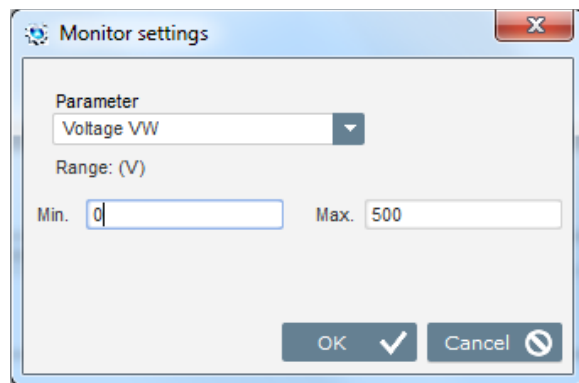 Monitor settings
Parameter
Voltage VW
Range: (V)
Min. 0 Max. 500
OK Cancel